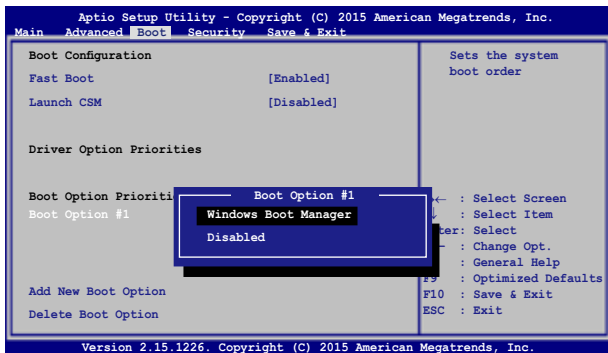 Aptio Setup Utility - Copyright (C) 2015 American Megatrends, Inc.
Main Advanced Boot Security Save & Exit
Boot Configuration
Fast Boot [Enabled]
Launch CSM [Disabled]
Driver Option Priorities
Boot Option Prioriti
Boot Option #1
Boot Option #1
Windows Boot Manager
Disabled
Add New Boot Option
Delete Boot Option
Sets the system
boot order
→← : Select Screen
: Select Item
ter: Select
— : Change Opt.
: General Help
F9 : Optimized Defaults
F10 : Save & Exit
ESC : Exit
Version 2.15.1226. Copyright (C) 2015 American Megatrends, Inc.